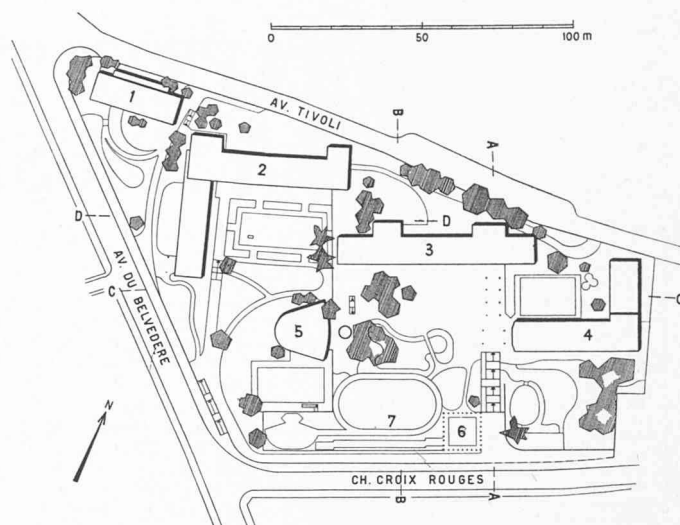 0 50 100 m
AV. TIVOLI
B
A
1
2
D
D
3
AV. DU BELVEDERE
C
C
4
5
7
6
N
CH. CROIX ROUGES
B
A